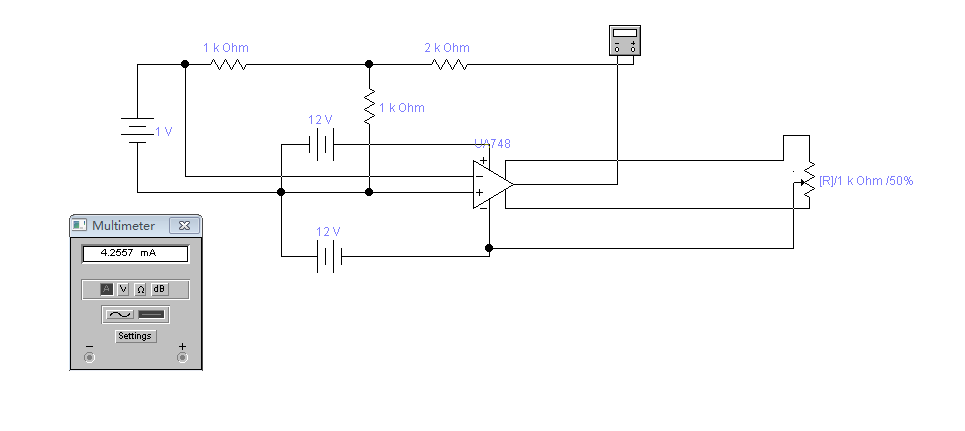 1 k Ohm
2 k Ohm
- +
1 k Ohm
12 V
1 V
UA748
+
−
+
−
[R]/1 k Ohm /50%
12 V
Multimeter
4.2557 mA
A V Ω dB
Settings
− +